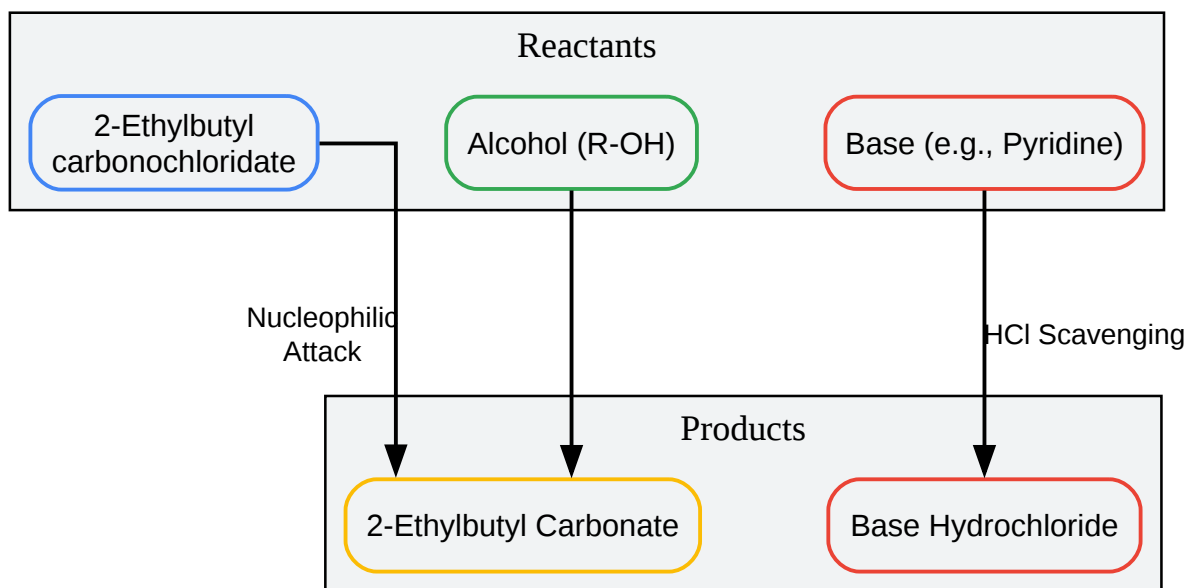 Reactants
2-Ethylbutyl
carbonochloridate
Alcohol (R-OH)
Base (e.g., Pyridine)
Nucleophilic
Attack
HCl Scavenging
Products
2-Ethylbutyl Carbonate
Base Hydrochloride